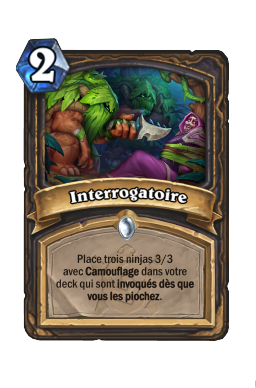 2
Interrogatoire
Place trois ninjas 3/3
avec Camouflage dans votre
deck qui sont invoqués dès que
vous les piochez.